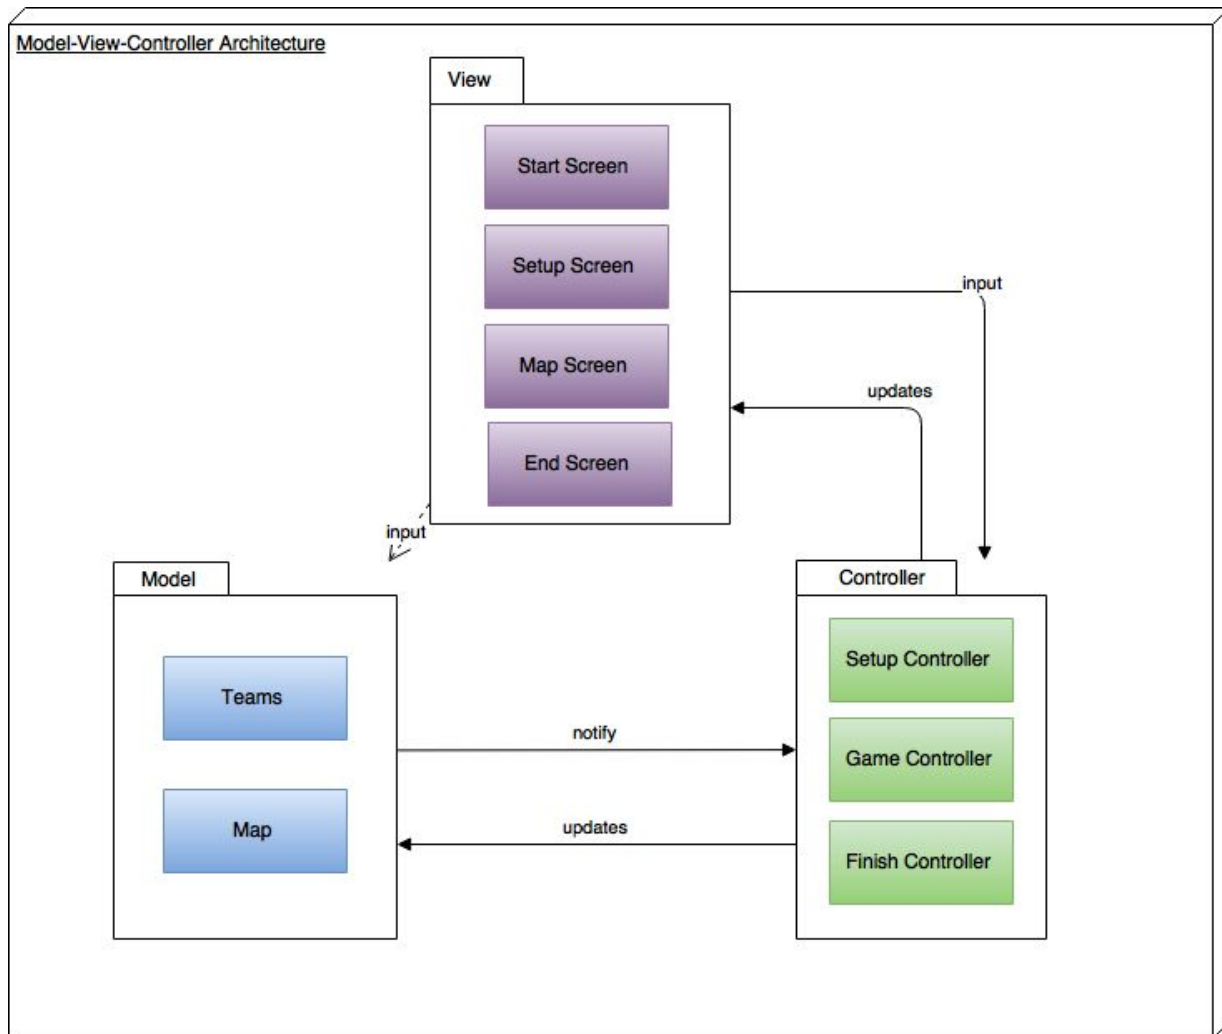 Model-View-Controller Architecture
View
Start Screen
Setup Screen
input
Map Screen
updates
End Screen
input
Model
Controller
Setup Controller
Teams
notify
Game Controller
Map
updates
Finish Controller